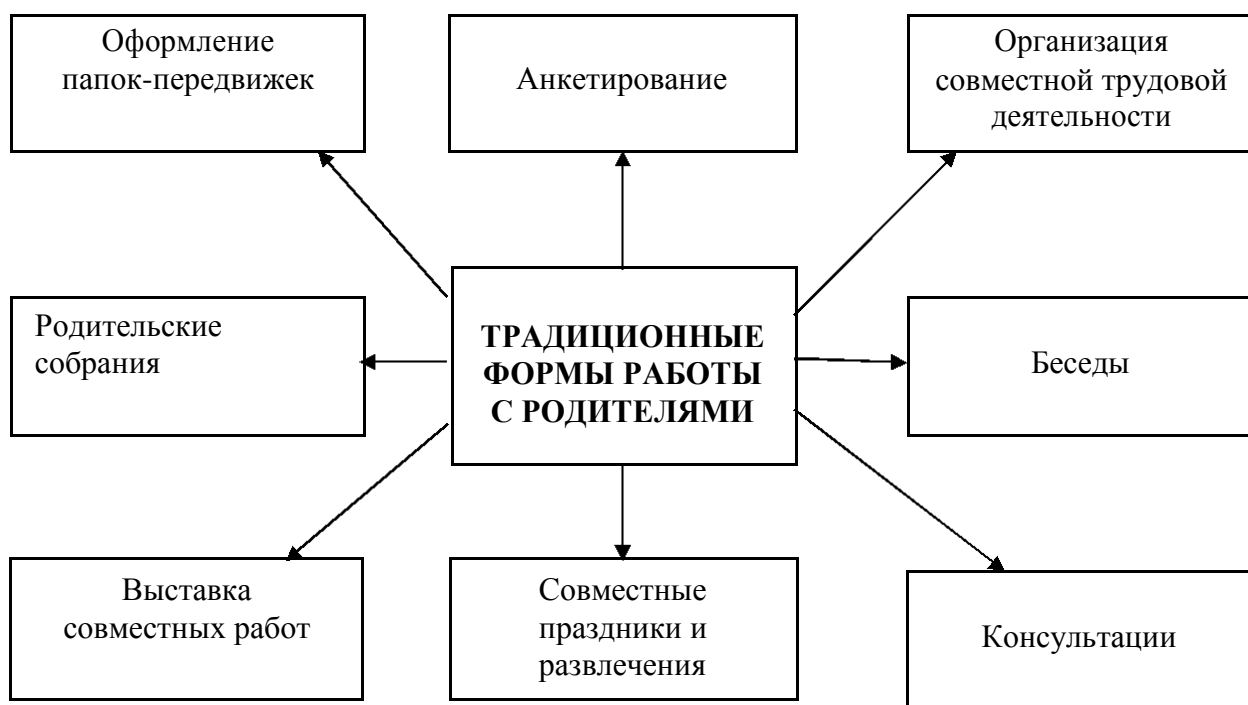 Оформление
папок-передвижек
Анкетирование
Организация
совместной трудовой
деятельности
Родительские
собрания
ТРАДИЦИОННЫЕ
ФОРМЫ РАБОТЫ
С РОДИТЕЛЯМИ
Беседы
Выставка
совместных работ
Совместные
праздники и
развлечения
Консультации